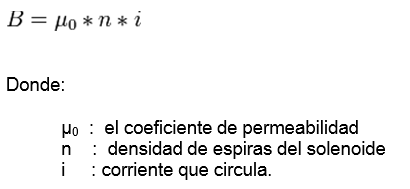 B = μ₀ * n * i
Donde:
μ₀ : el coeficiente de permeabilidad
n : densidad de espiras del solenoide
i : corriente que circula.